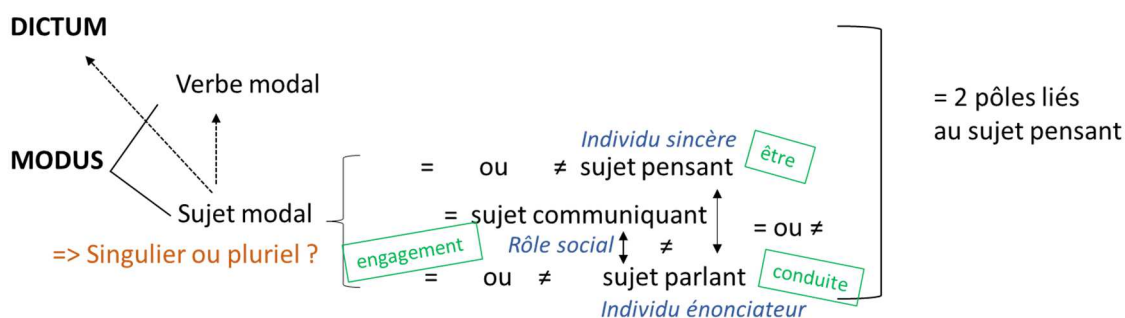 DICTUM
Verbe modal
= 2 pôles liés
au sujet pensant
Individu sincère
être
MODUS
= ou ≠ sujet pensant
Sujet modal
= sujet communiquant
= ou ≠
=> Singulier ou pluriel ?
engagement
Rôle social
≠
= ou ≠ sujet parlant
conduite
Individu énonciateur